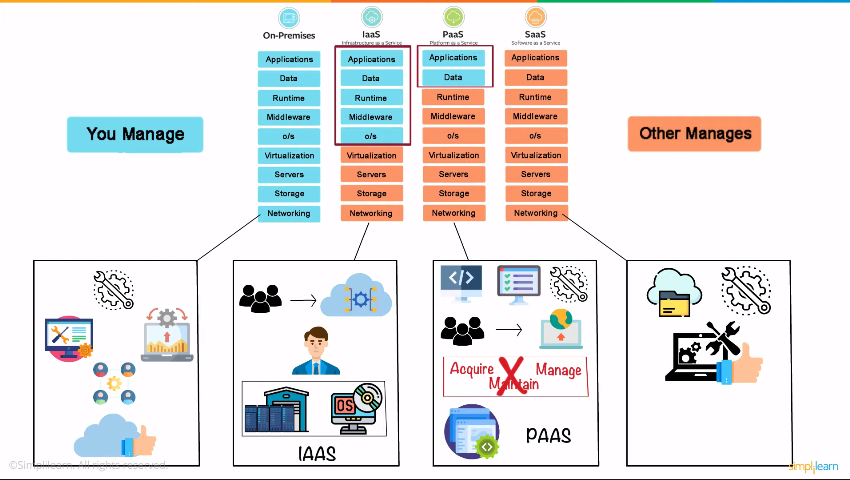 On-Premises
IaaS
Infrastructure as a Service
PaaS
Platform as a Service
SaaS
Software as a Service
Applications
Data
Runtime
Middleware
o/s
Virtualization
Servers
Storage
Networking
Applications
Data
Runtime
Middleware
o/s
Virtualization
Servers
Storage
Networking
Applications
Data
Runtime
Middleware
o/s
Virtualization
Servers
Storage
Networking
Applications
Data
Runtime
Middleware
o/s
Virtualization
Servers
Storage
Networking
You Manage
Other Manages
OS
IAAS
Acquire Manage
Maintain
PAAS
©Simplilearn. All rights reserved.
simplilearn